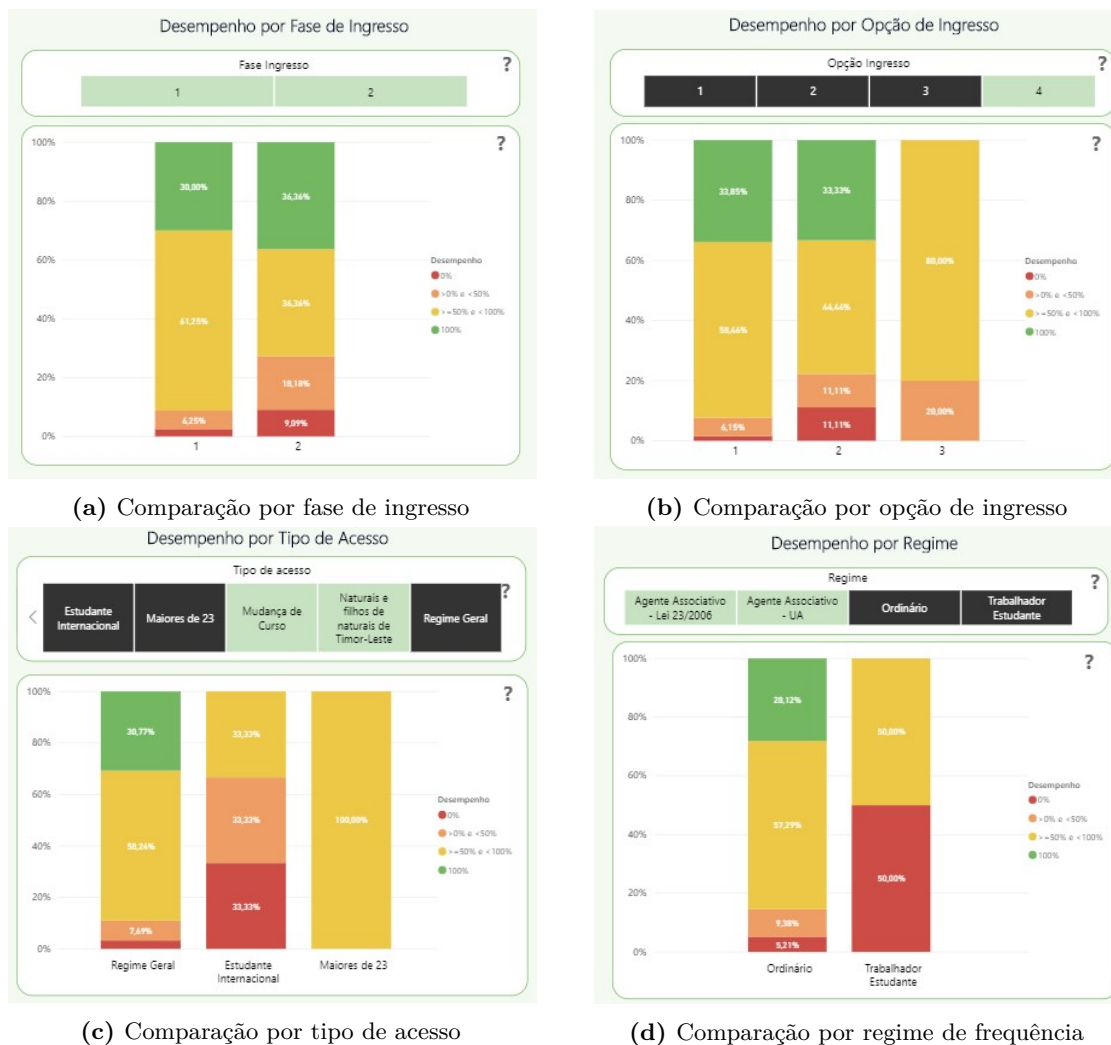 Desempenho por Fase de Ingresso
Fase Ingresso
?
1
2
?
100%
80%
60%
40%
20%
0%
30,00%
61,25%
6,25%
36,36%
36,36%
18,18%
9,09%
1
2
Desempenho
0%
>0% e <50%
>=50% e <100%
100%
(a) Comparação por fase de ingresso
Desempenho por Opção de Ingresso
Opção Ingresso
?
1
2
3
4
?
100%
80%
60%
40%
20%
0%
33,85%
58,46%
6,15%
33,33%
44,44%
11,11%
11,11%
80,00%
20,00%
1
2
3
Desempenho
0%
>0% e <50%
>=50% e <100%
100%
(b) Comparação por opção de ingresso
Desempenho por Tipo de Acesso
Tipo de acesso
?
<
Estudante
Internacional
Maiores de 23
Mudança de
Curso
Naturais e
filhos de
naturais de
Timor-Leste
Regime Geral
?
100%
80%
60%
40%
20%
0%
30,77%
58,24%
7,69%
33,33%
33,33%
33,33%
100,00%
Regime Geral
Estudante
Internacional
Maiores de 23
Desempenho
0%
>0% e <50%
>=50% e <100%
100%
(c) Comparação por tipo de acesso
Desempenho por Regime
Regime
?
Agente Associativo
- Lei 23/2006
Agente Associativo
- UA
Ordinário
Trabalhador
Estudante
?
100%
80%
60%
40%
20%
0%
28,12%
57,29%
9,38%
5,21%
50,00%
50,00%
Ordinário
Trabalhador
Estudante
Desempenho
0%
>0% e <50%
>=50% e <100%
100%
(d) Comparação por regime de frequência